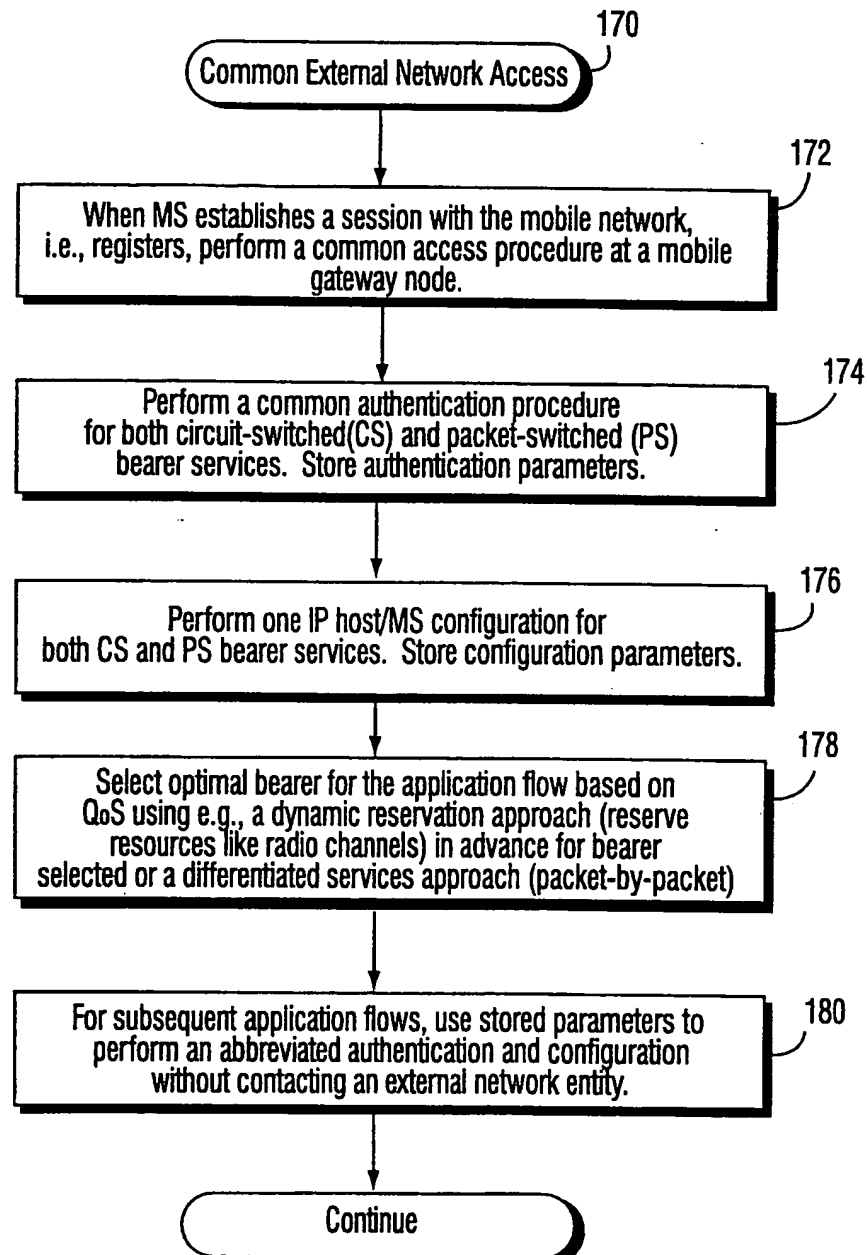 170
Common External Network Access
172
When MS establishes a session with the mobile network,
i.e., registers, perform a common access procedure at a mobile
gateway node.
174
Perform a common authentication procedure
for both circuit-switched(CS) and packet-switched (PS)
bearer services. Store authentication parameters.
176
Perform one IP host/MS configuration for
both CS and PS bearer services. Store configuration parameters.
178
Select optimal bearer for the application flow based on
QoS using e.g., a dynamic reservation approach (reserve
resources like radio channels) in advance for bearer
selected or a differentiated services approach (packet-by-packet)
180
For subsequent application flows, use stored parameters to
perform an abbreviated authentication and configuration
without contacting an external network entity.
Continue